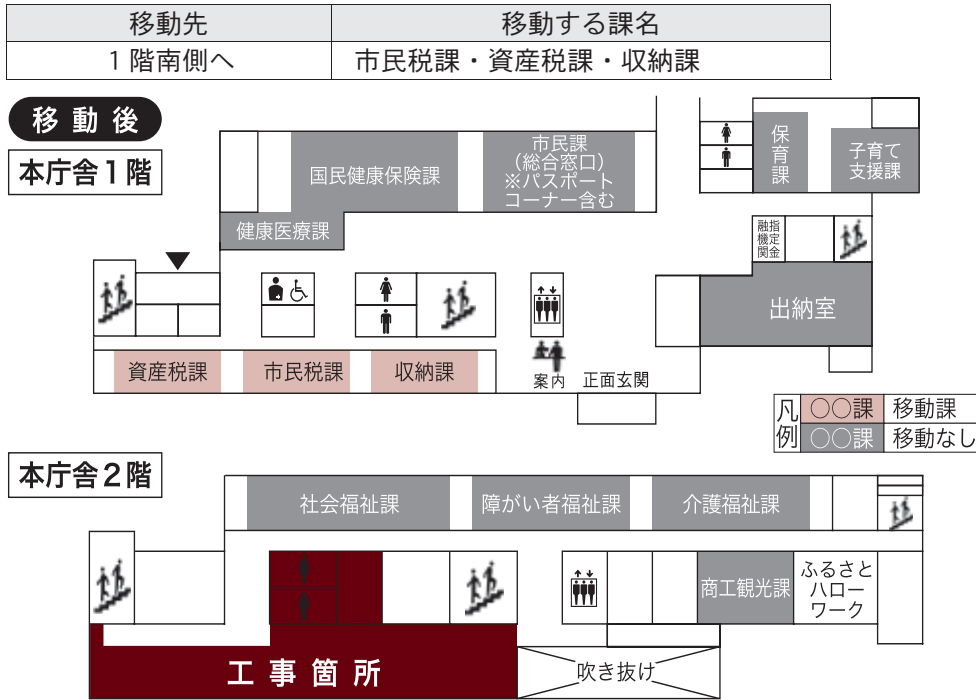 移動先
移動する課名
1階南側へ
市民税課・資産税課・収納課
移動後
本庁舎1階
国民健康保険課
市民課
(総合窓口)
※パスポート
コーナー含む
保育課
子育て
支援課
健康医療課
指定金
融機関
出納室
資産税課
市民税課
収納課
案内
正面玄関
凡例
○○課
移動課
○○課
移動なし
本庁舎2階
社会福祉課
障がい者福祉課
介護福祉課
商工観光課
ふるさと
ハロー
ワーク
工事箇所
吹き抜け